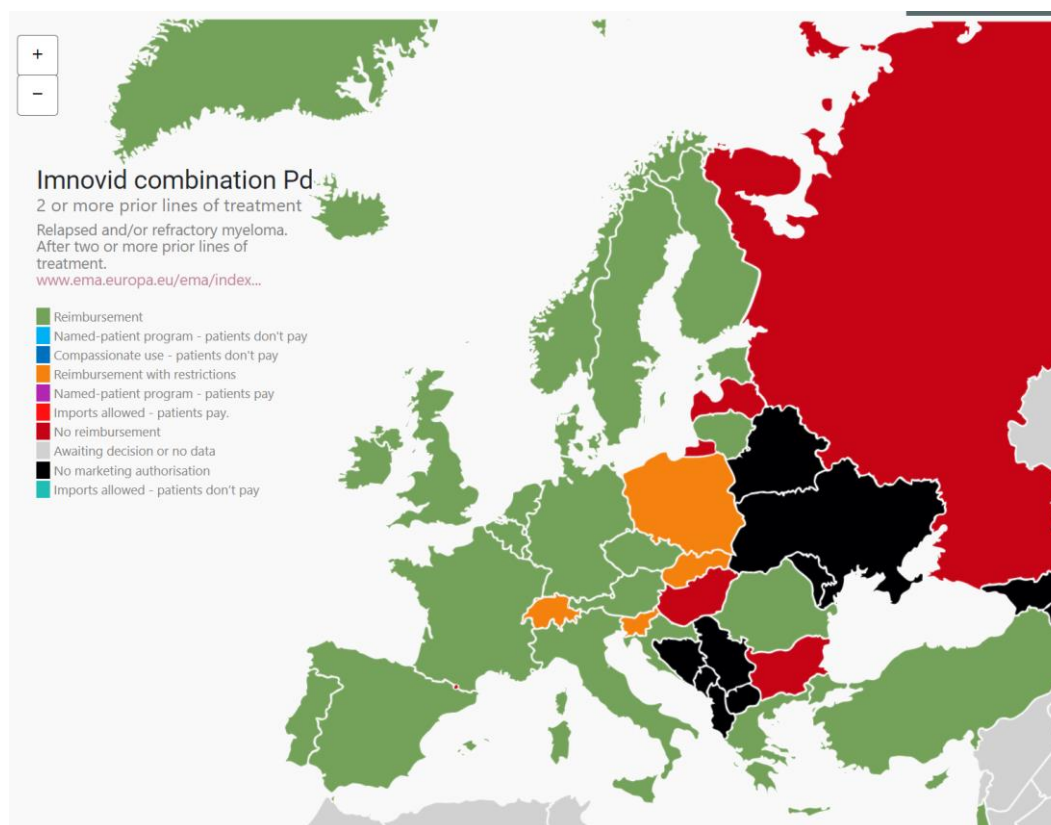 +
−
Imnovid combination Pd
2 or more prior lines of treatment
Relapsed and/or refractory myeloma.
After two or more prior lines of
treatment.
www.ema.europa.eu/ema/index...
Reimbursement
Named-patient program - patients don't pay
Compassionate use - patients don't pay
Reimbursement with restrictions
Named-patient program - patients pay
Imports allowed - patients pay.
No reimbursement
Awaiting decision or no data
No marketing authorisation
Imports allowed - patients don't pay